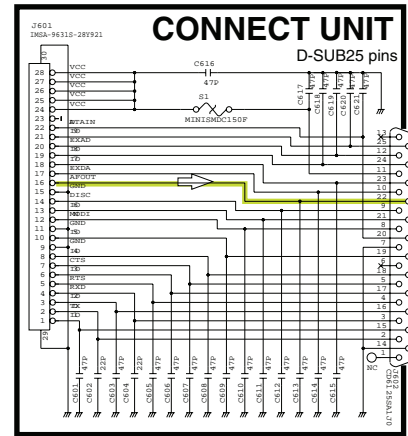 CONNECT UNIT
D-SUB25 pins
J601
IMSA-9631S-28Y921
30
28
VCC
27
VCC
26
VCC
25
VCC
24
VCC
23
22
21
20
EXAD
19
18
17
EXDA
16
AFOUT
15
GND
14
DISC
13
12
11
GND
10
9
GND
8
7
CTS
6
5
RTS
4
RXD
3
2
1
29
C616
47P
S1
MINISMDC150F
C617
47P
C618
47P
C619
47P
C620
47P
C621
47P
13
25
12
24
11
23
10
22
9
21
8
20
7
19
6
18
5
17
4
16
3
15
2
14
1
NC
J602
C601
47P
C602
22P
C603
47P
C604
22P
C605
47P
C606
47P
C607
47P
C608
47P
C609
47P
C610
47P
C611
47P
C612
47P
C613
47P
C614
47P
C615
47P